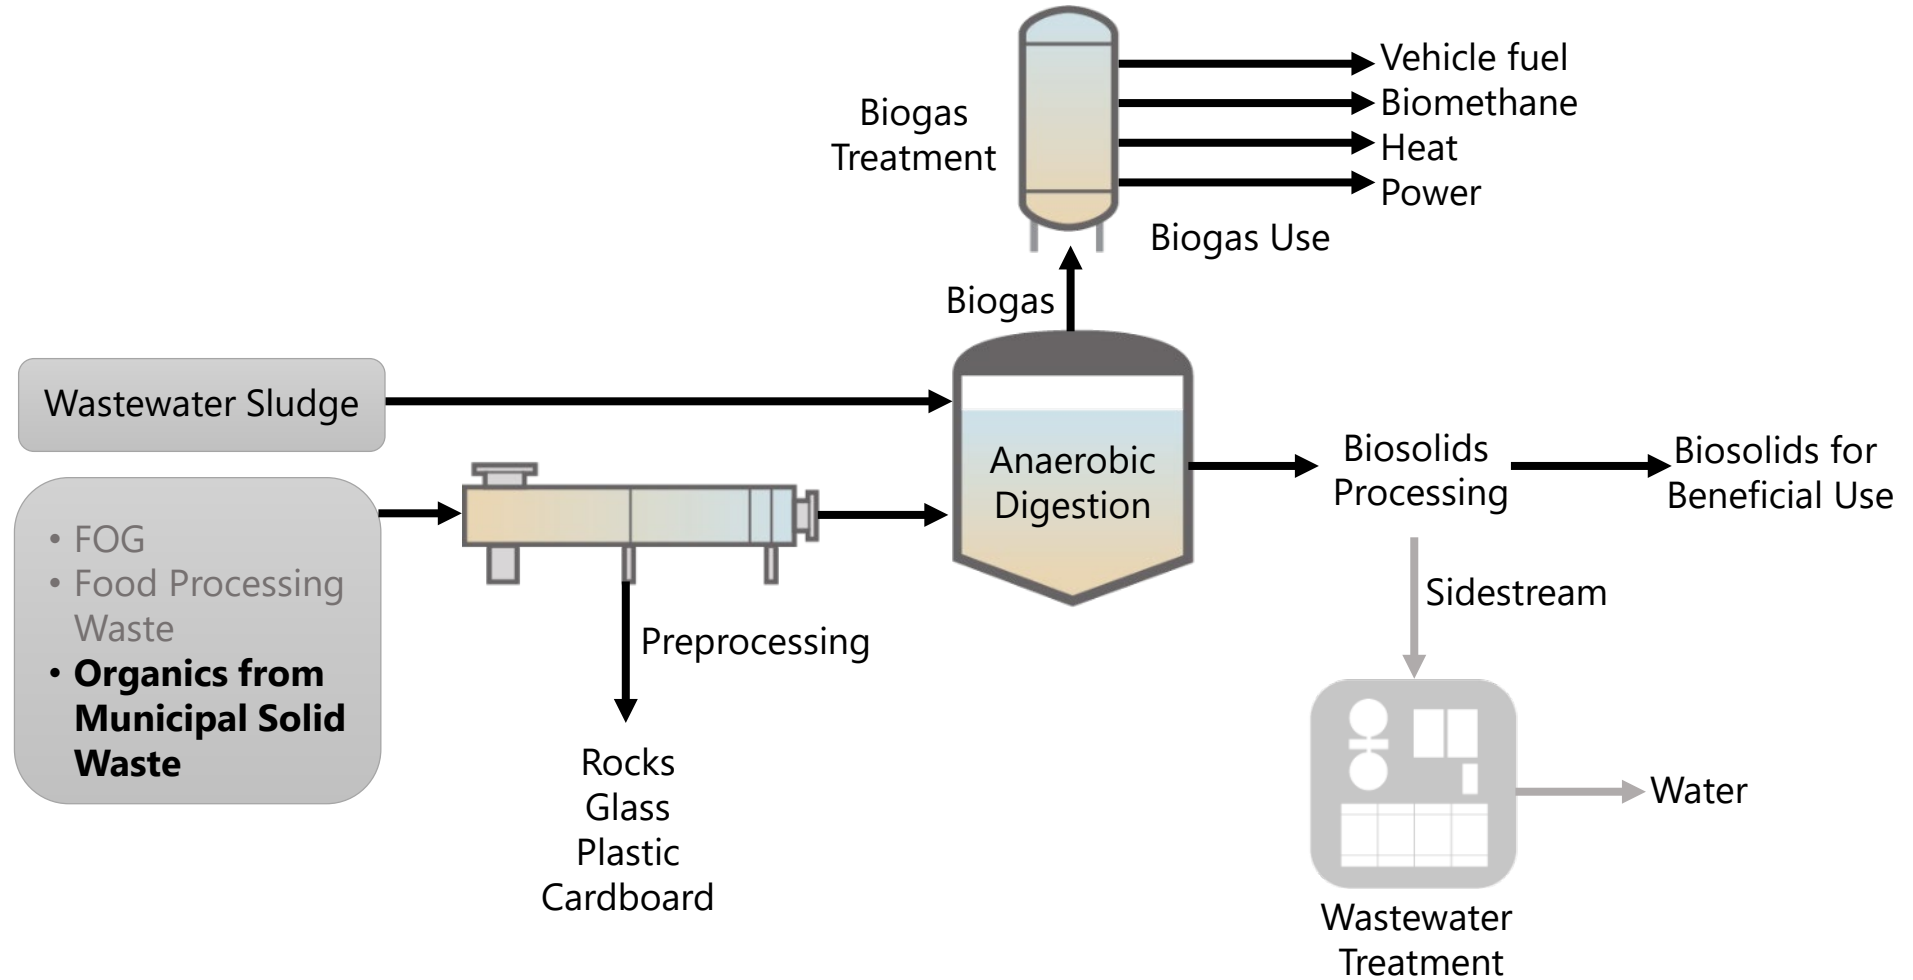 Vehicle fuel
Biomethane
Heat
Power
Biogas
Treatment
Biogas Use
Biogas
Wastewater Sludge
Anaerobic
Digestion
Biosolids
Processing
Biosolids for
Beneficial Use
• FOG
• Food Processing
Waste
• Organics from
Municipal Solid
Waste
Preprocessing
Rocks
Glass
Plastic
Cardboard
Sidestream
Water
Wastewater
Treatment